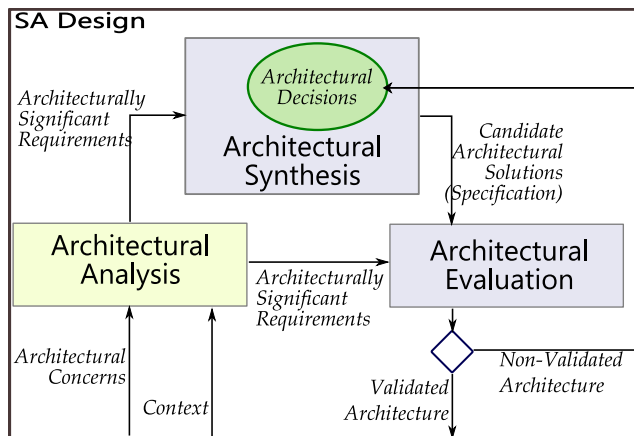 SA Design
Architectural
Decisions
Architectural
Synthesis
Architecturally
Significant
Requirements
Candidate
Architectural
Solutions
(Specification)
Architectural
Analysis
Architecturally
Significant
Requirements
Architectural
Evaluation
Architectural
Concerns
Context
Validated
Architecture
Non-Validated
Architecture